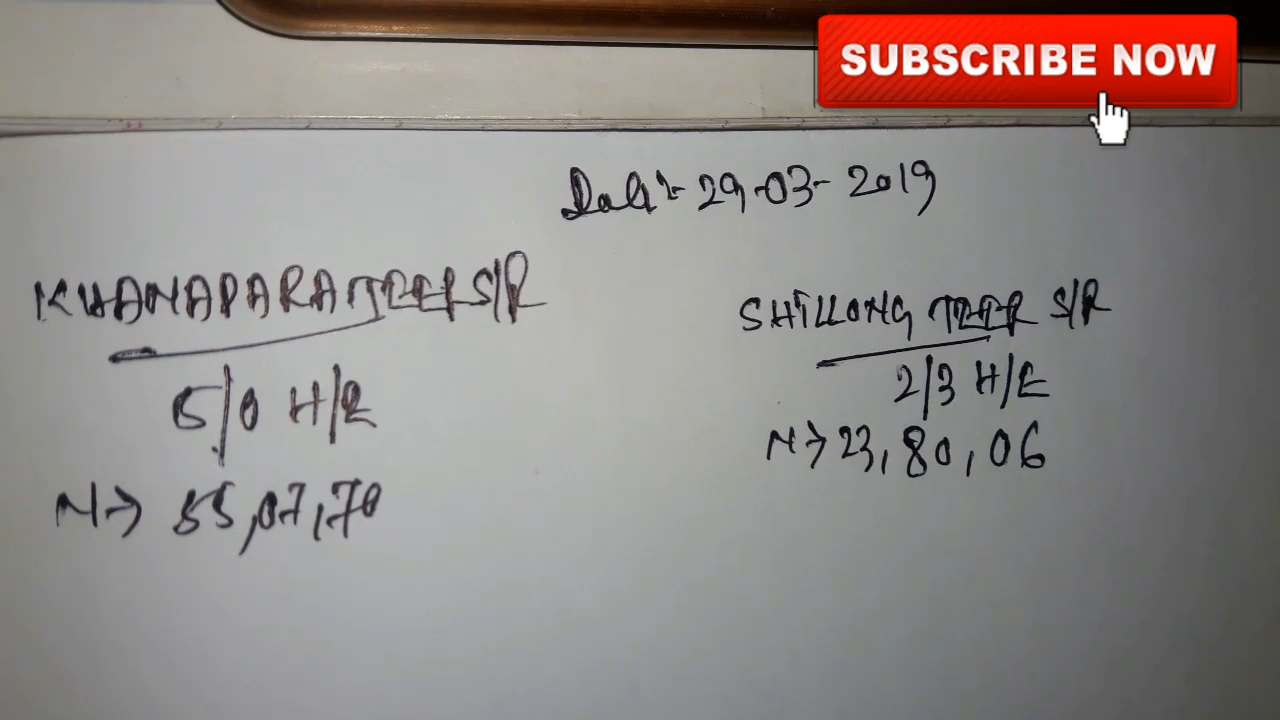 SUBSCRIBE NOW
Date:- 29-03-2019
KHANAPARA TEER S/R
5/0 H/E
N→ 55,07,70
SHILLONG TEER S/R
2/3 H/E
N→ 23,80,06